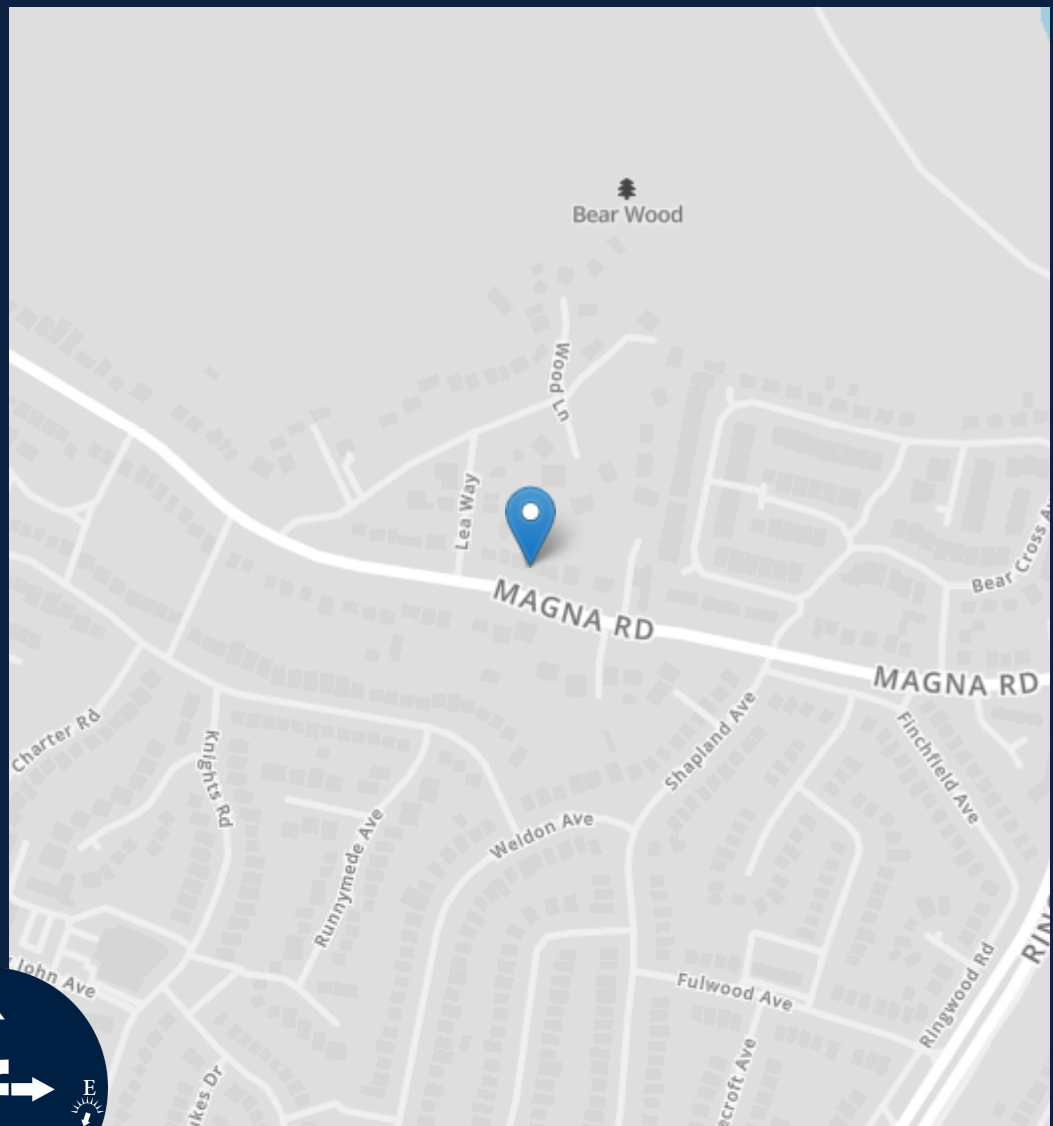 Bear Wood
Wood Ln
Lea Way
MAGNA RD
Bear Cross
MAGNA RD
Charter Rd
Knights Rd
Shapland Ave
Finchfield Ave
Weldon Ave
Runnymede Ave
John Ave
Fulwood Ave
Ringwood Rd
E